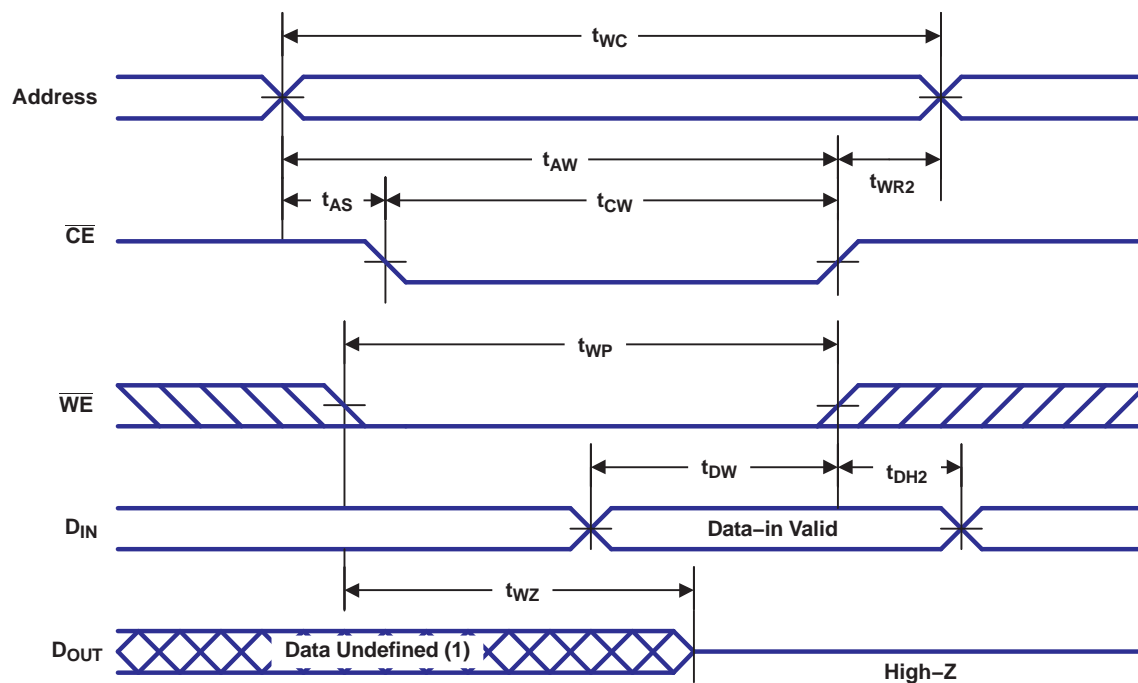 tWC
Address
tAW
tWR2
tAS
tCW
CE
tWP
WE
tDW
tDH2
DIN
Data–in Valid
tWZ
DOUT
Data Undefined (1)
High–Z